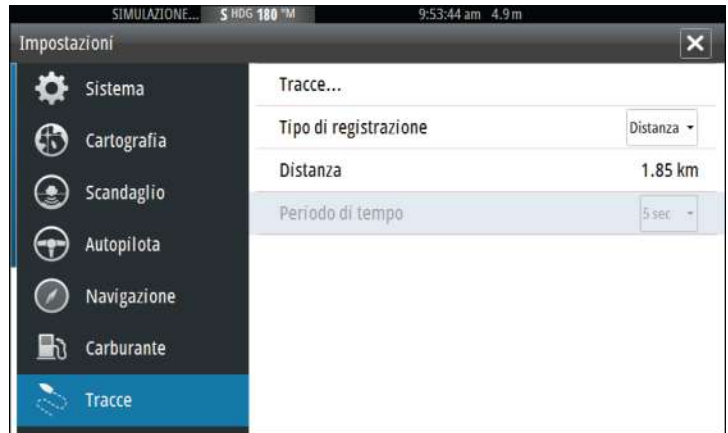 SIMULAZIONE... S HDG 180 °M 9:53:44 am 4.9 m
Impostazioni
Sistema
Cartografia
Scandaglio
Autopilota
Navigazione
Carburante
Tracce
Tracce...
Tipo di registrazione Distanza
Distanza 1.85 km
Periodo di tempo 5 sec